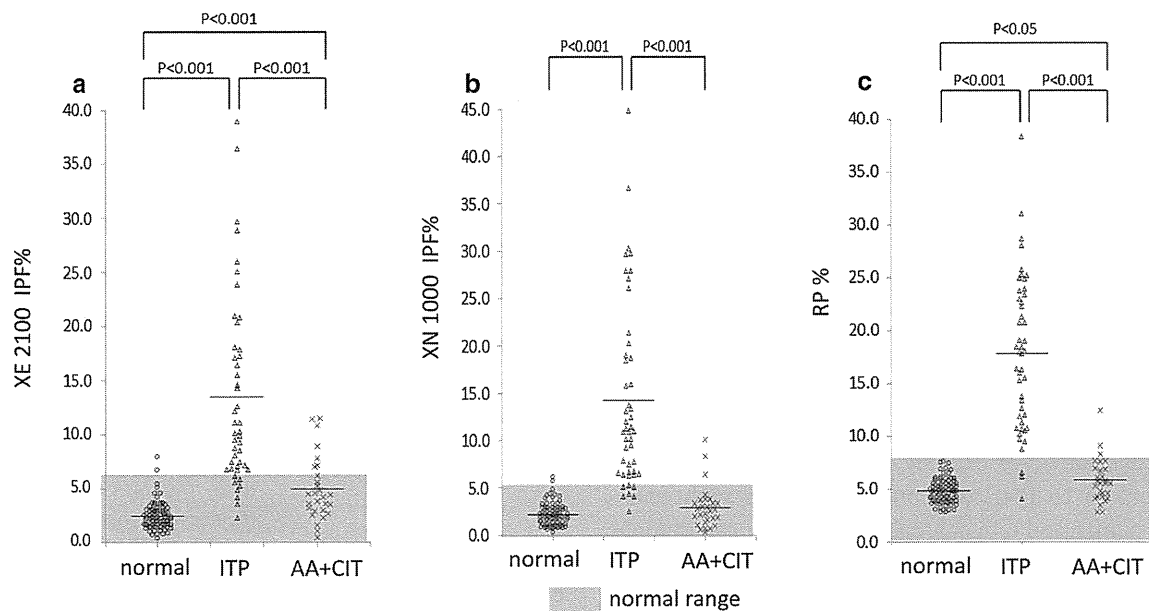 P<0.001
P<0.001
P<0.001
a
40.0
35.0
30.0
25.0
20.0
15.0
10.0
5.0
0.0
XE 2100 IPF%
normal
ITP
AA+CIT
P<0.001
P<0.001
b
45.0
40.0
35.0
30.0
25.0
20.0
15.0
10.0
5.0
0.0
XN 1000 IPF%
normal
ITP
AA+CIT
P<0.05
P<0.001
P<0.001
c
40.0
35.0
30.0
25.0
20.0
15.0
10.0
5.0
0.0
RP %
normal
ITP
AA+CIT
normal range